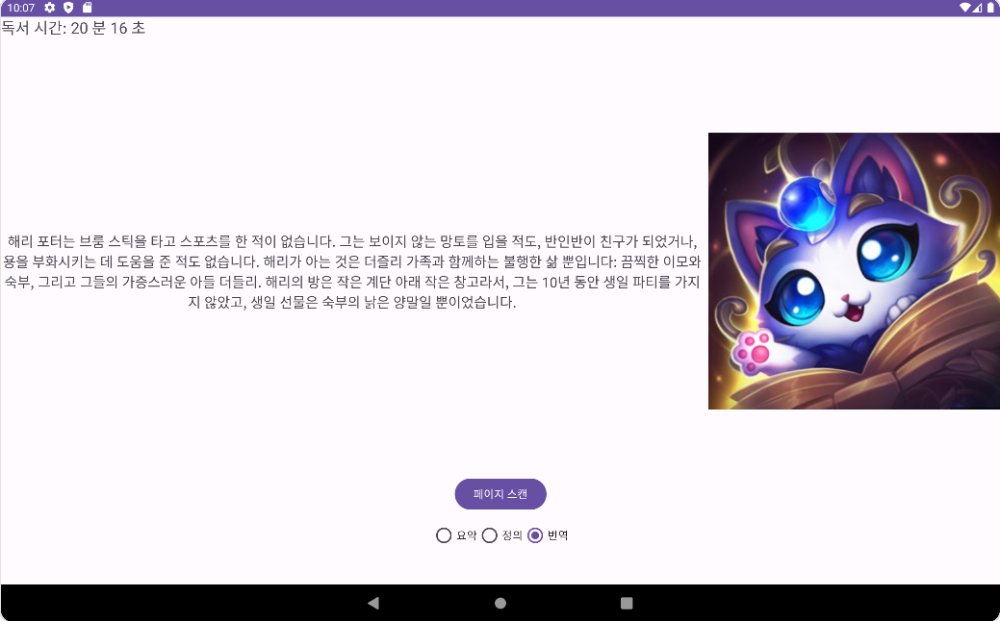 10:07
독서 시간: 20 분 16 초
해리 포터는 브룸 스틱을 타고 스포츠를 한 적이 없습니다. 그는 보이지 않는 망토를 입을 적도, 반인반이 친구가 되었거나,
용을 부화시키는 데 도움을 준 적도 없습니다. 해리가 아는 것은 더즐리 가족과 함께하는 불행한 삶 뿐입니다: 끔찍한 이모와
숙부, 그리고 그들의 가증스러운 아들 더들리. 해리의 방은 작은 계단 아래 작은 창고라서, 그는 10년 동안 생일 파티를 가지
지 않았고, 생일 선물은 숙부의 낡은 양말일 뿐이었습니다.
페이지 스캔
요약 정의 번역